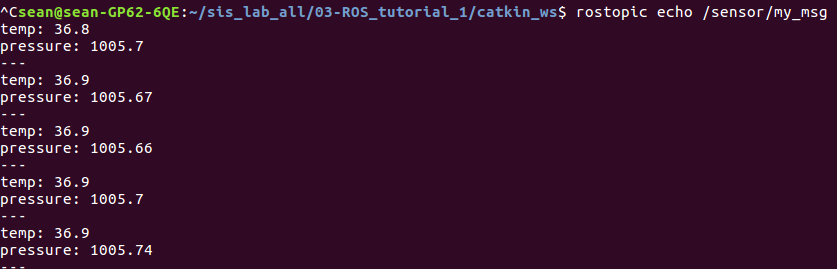 ^Csean@sean-GP62-6QE:~/sis_lab_all/03-ROS_tutorial_1/catkin_ws$ rostopic echo /sensor/my_msg
temp: 36.8
pressure: 1005.7
---
temp: 36.9
pressure: 1005.67
---
temp: 36.9
pressure: 1005.66
---
temp: 36.9
pressure: 1005.7
---
temp: 36.9
pressure: 1005.74
---